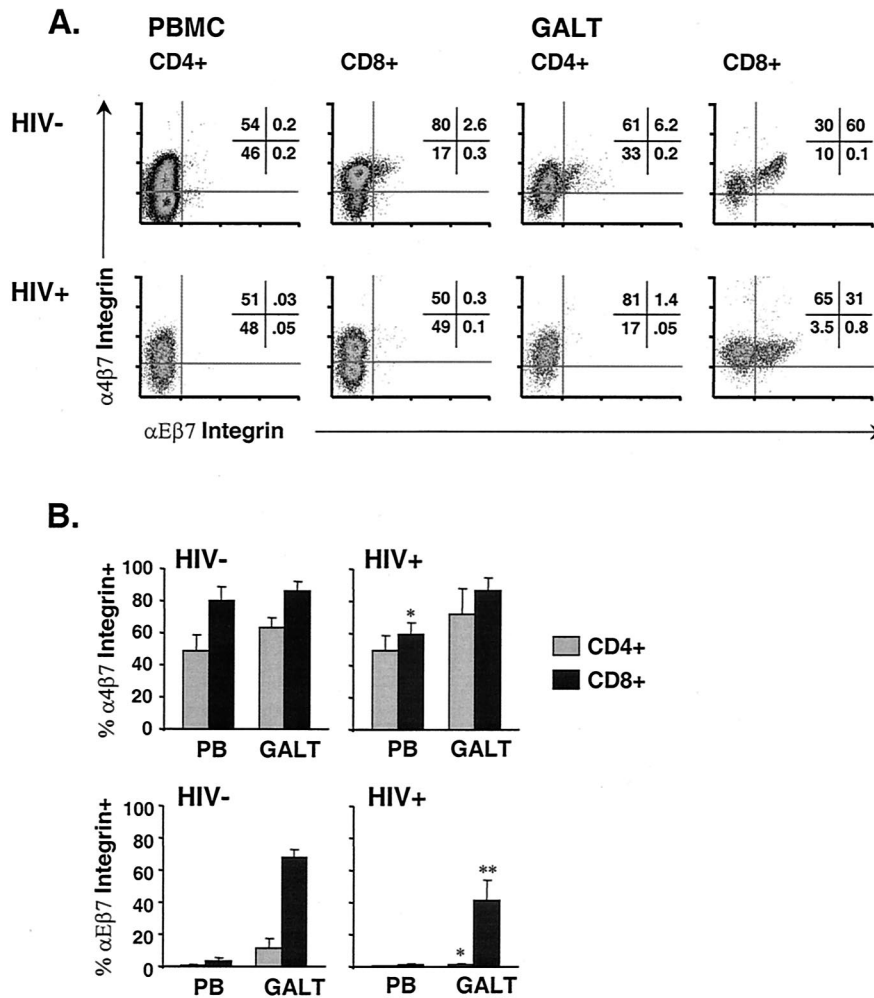 A.
PBMC GALT
CD4+ CD8+ CD4+ CD8+
HIV-
54 0.2
46 0.2
80 2.6
17 0.3
61 6.2
33 0.2
30 60
10 0.1
HIV+
51 .03
48 .05
50 0.3
49 0.1
81 1.4
17 .05
65 31
3.5 0.8
α4β7 Integrin
αEβ7 Integrin
B.
HIV- HIV+
% α4β7 Integrin+
100
80
60
40
20
0
*
PB GALT PB GALT
CD4+
CD8+
HIV- HIV+
% αEβ7 Integrin+
100
80
60
40
20
0
* **
PB GALT PB GALT